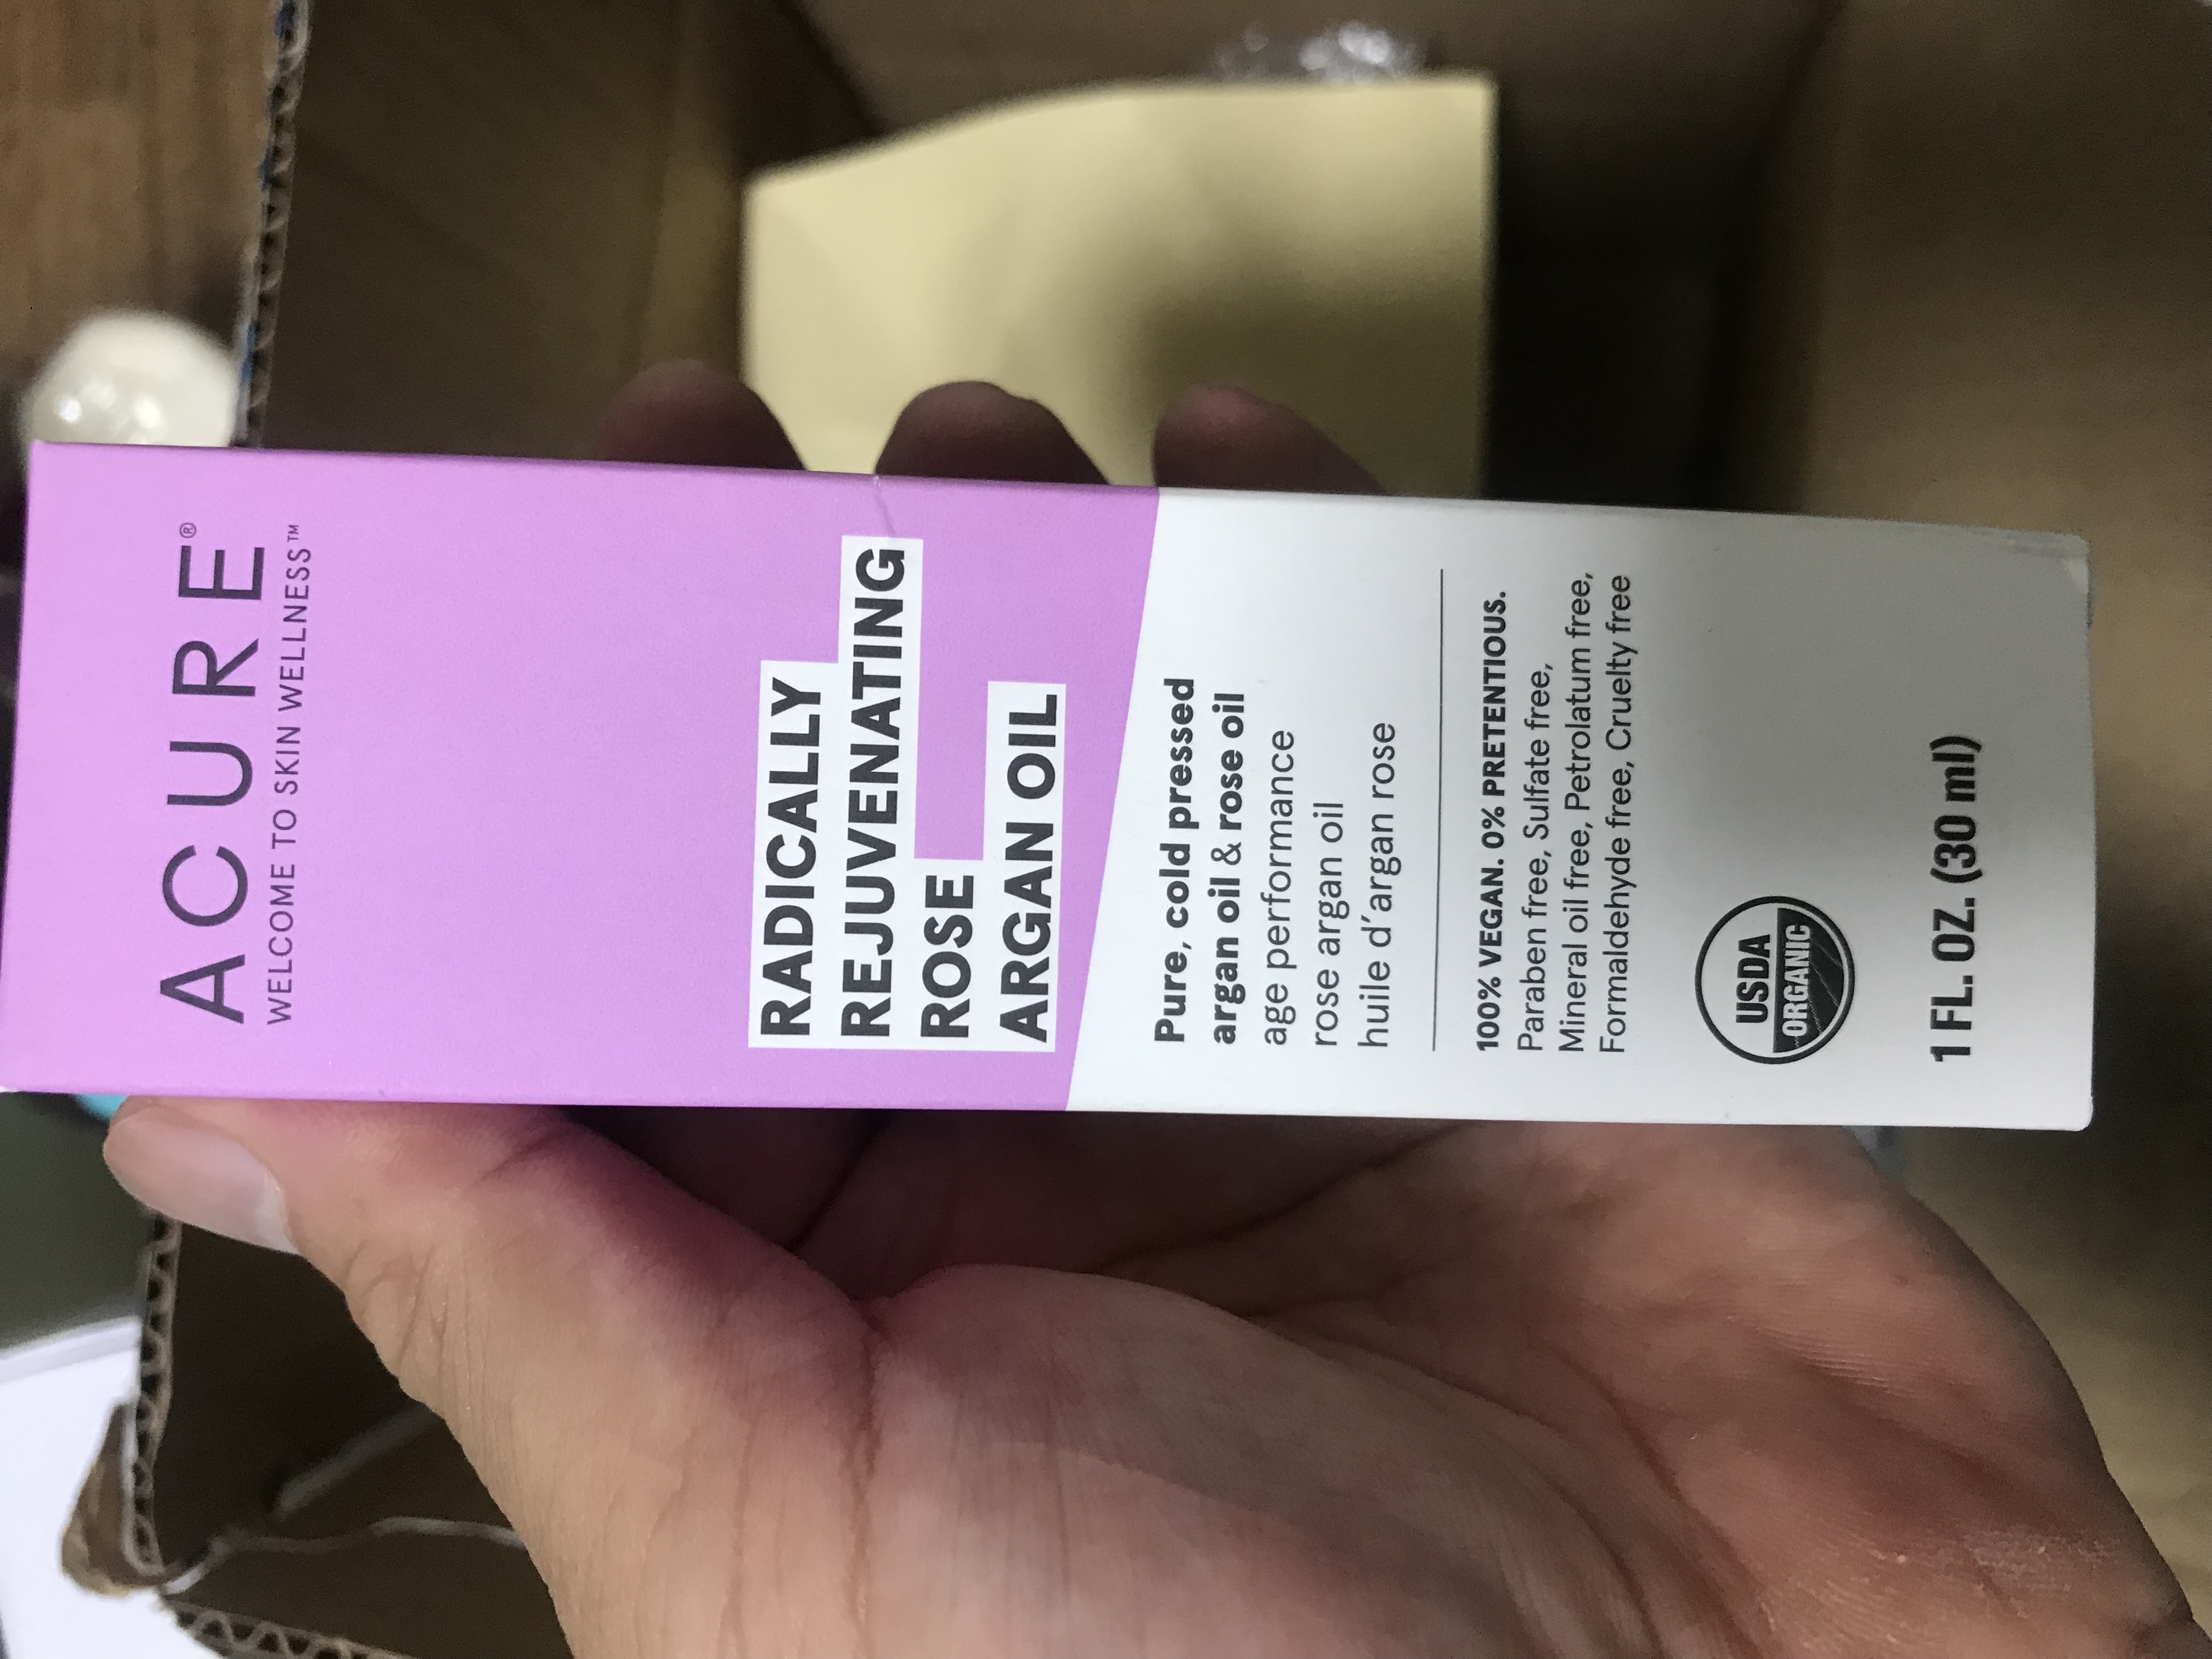 ACURE®
WELCOME TO SKIN WELLNESS™
RADICALLY
REJUVENATING
ROSE
ARGAN OIL
Pure, cold pressed
argan oil & rose oil
age performance
rose argan oil
huile d'argan rose
100% VEGAN. 0% PRETENTIOUS.
Paraben free, Sulfate free,
Mineral oil free, Petrolatum free,
Formaldehyde free, Cruelty free
USDA
ORGANIC
1 FL. OZ. (30 ml)